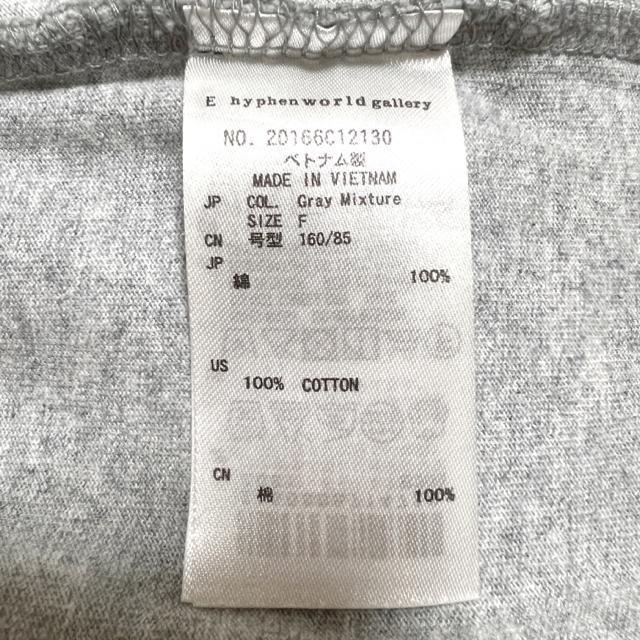 E hyphen world gallery
NO. 20166C12130
ベトナム製
MADE IN VIETNAM
JP COL. Gray Mixture
SIZE F
CN 号型 160/85
JP
綿 100%
US
100% COTTON
CN
棉 100%